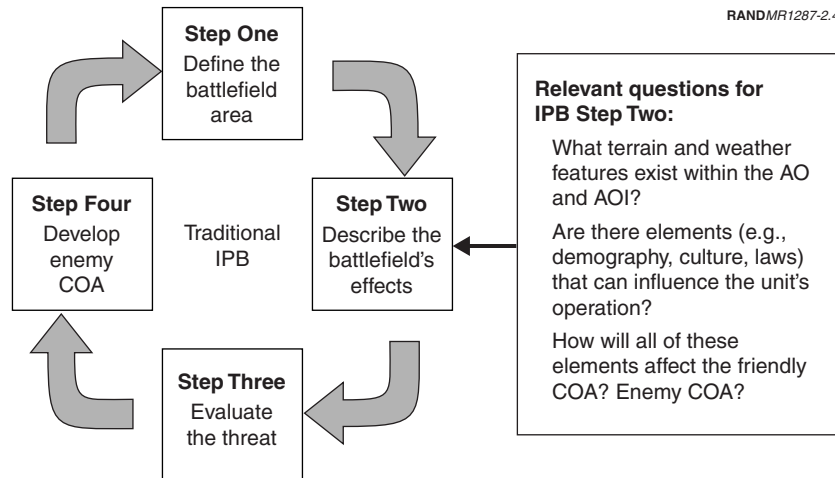 RANDMR1287-2.4
Step One
Define the
battlefield
area
Step Two
Describe the
battlefield's
effects
Step Three
Evaluate
the threat
Step Four
Develop
enemy
COA
Traditional
IPB
Relevant questions for
IPB Step Two:
What terrain and weather
features exist within the AO
and AOI?
Are there elements (e.g.,
demography, culture, laws)
that can influence the unit's
operation?
How will all of these
elements affect the friendly
COA? Enemy COA?